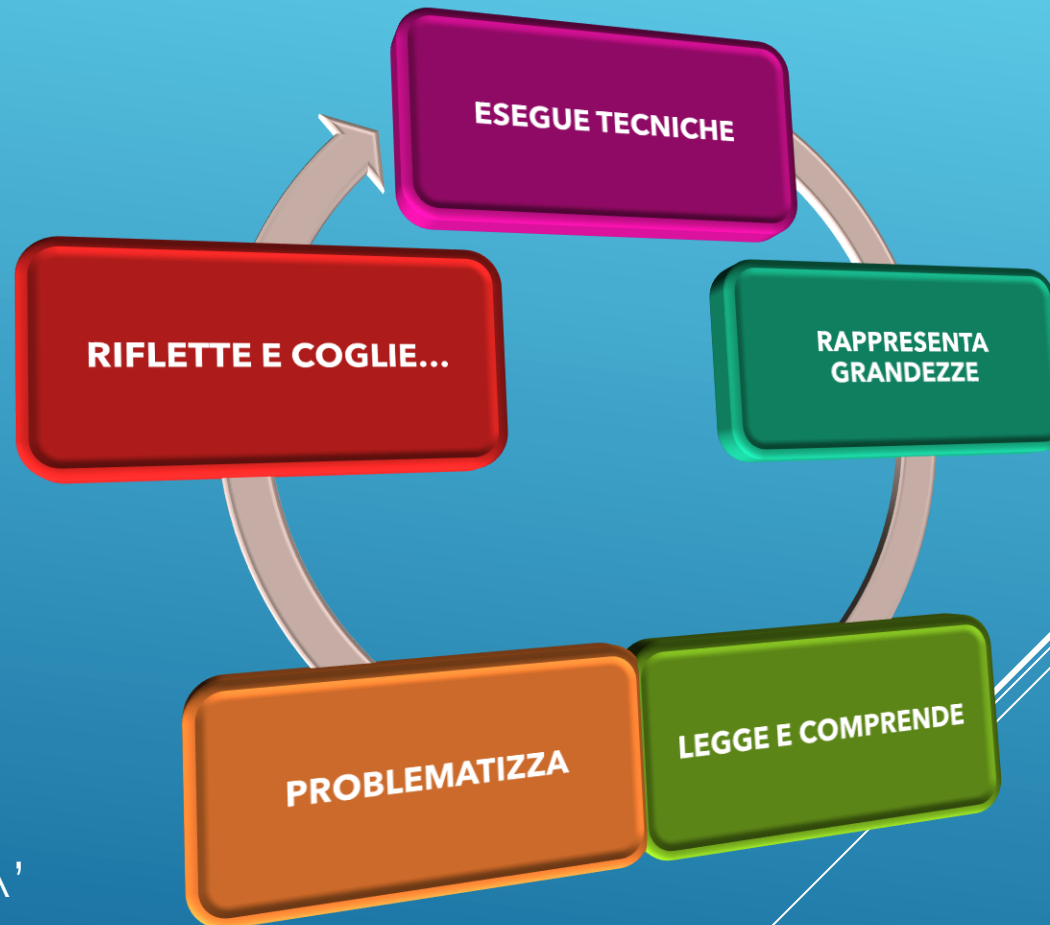 ESEGUE TECNICHE
RAPPRESENTA
GRANDEZZE
LEGGE E COMPRENDE
PROBLEMATIZZA
RIFLETTE E COGLIE...